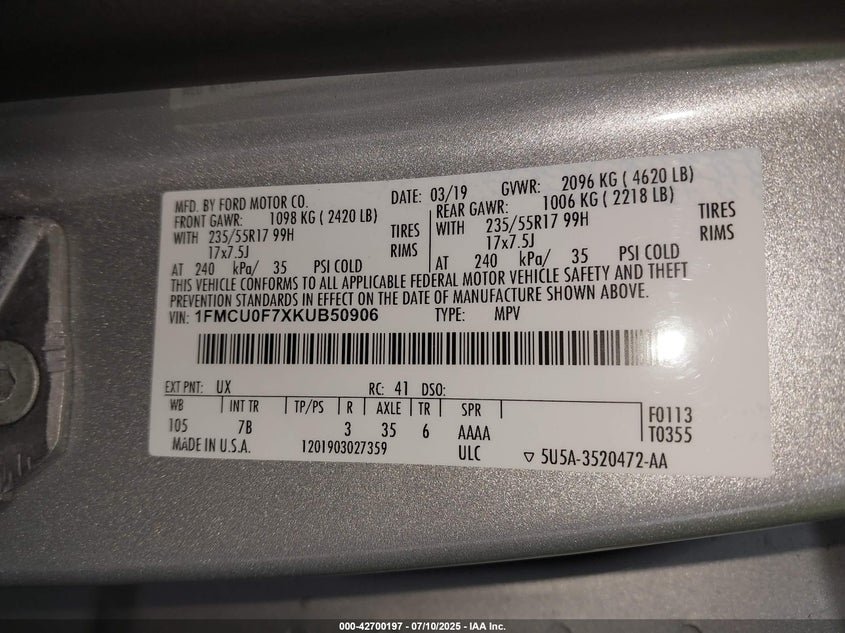 MFD. BY FORD MOTOR CO. DATE: 03/19 GVWR: 2096 KG ( 4620 LB)
FRONT GAWR: 1098 KG ( 2420 LB) REAR GAWR: 1006 KG ( 2218 LB)
WITH 235/55R17 99H TIRES WITH 235/55R17 99H TIRES
17x7.5J RIMS 17x7.5J RIMS
AT 240 kPa/ 35 PSI COLD AT 240 kPa/ 35 PSI COLD
THIS VEHICLE CONFORMS TO ALL APPLICABLE FEDERAL MOTOR VEHICLE SAFETY AND THEFT
PREVENTION STANDARDS IN EFFECT ON THE DATE OF MANUFACTURE SHOWN ABOVE.
VIN: 1FMCU0F7XKUB50906 TYPE: MPV
EXT PNT: UX RC: 41 DSO:
WB INT TR TP/PS R AXLE TR SPR F0113
105 7B 3 35 6 AAAA T0355
MADE IN U.S.A. 1201903027359 ULC ▽ 5U5A-3520472-AA
000-42700197 - 07/10/2025 - IAA Inc.